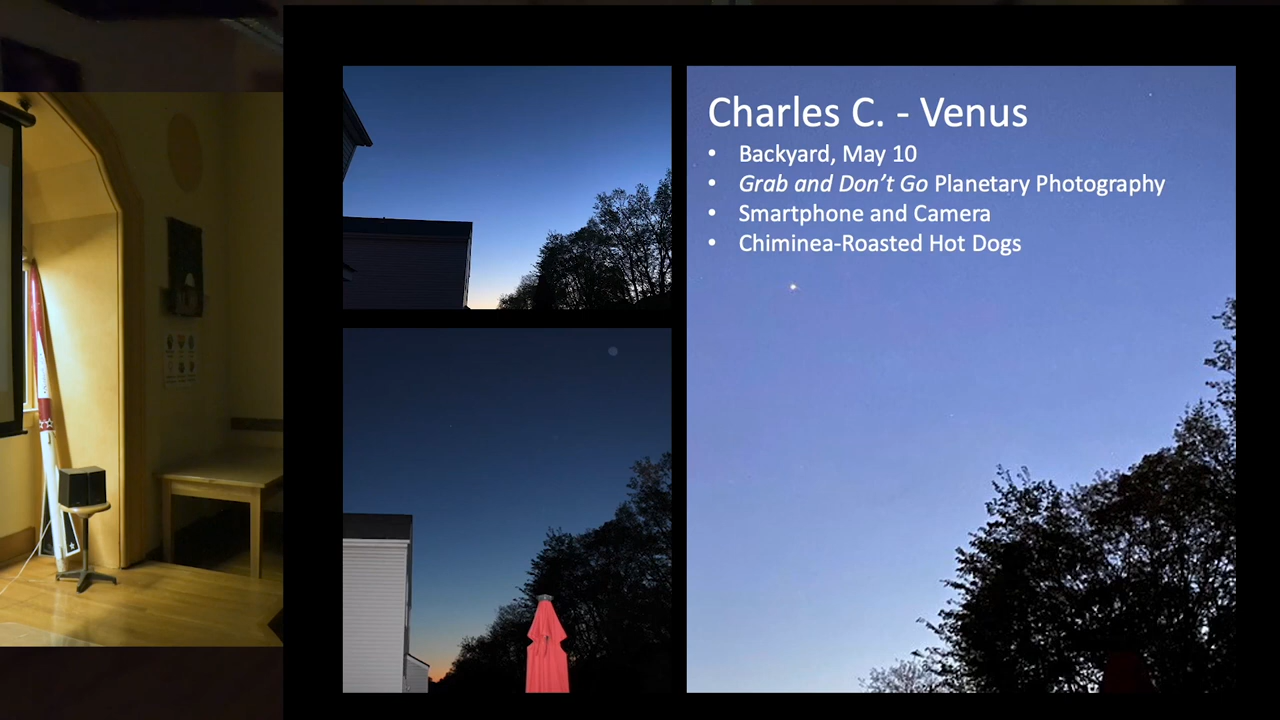 Charles C. - Venus
• Backyard, May 10
• Grab and Don't Go Planetary Photography
• Smartphone and Camera
• Chiminea-Roasted Hot Dogs